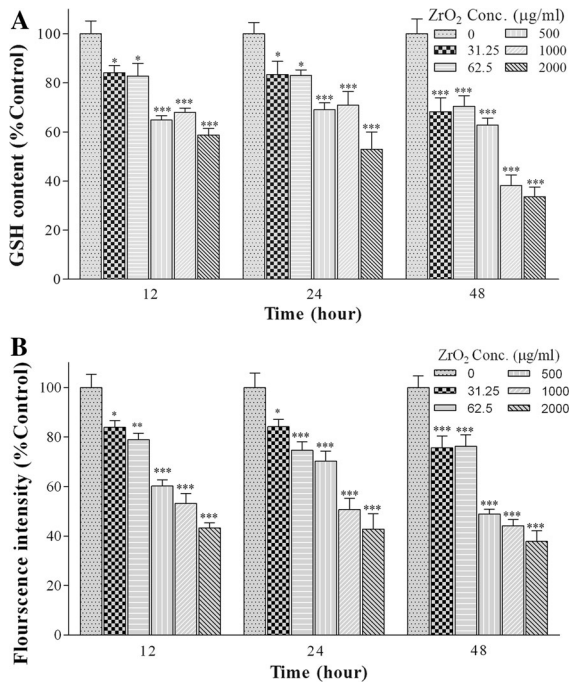 A
ZrO2 Conc. (μg/ml)
0 500
31.25 1000
62.5 2000
GSH content (%Control)
100
80
60
40
20
0
* * *** *** ***
* * *** *** ***
*** *** *** *** ***
12 24 48
Time (hour)
B
ZrO2 Conc. (μg/ml)
0 500
31.25 1000
62.5 2000
Flourscence intensity (%Control)
100
80
60
40
20
0
* ** *** *** ***
* *** *** *** ***
*** *** *** *** ***
12 24 48
Time (hour)